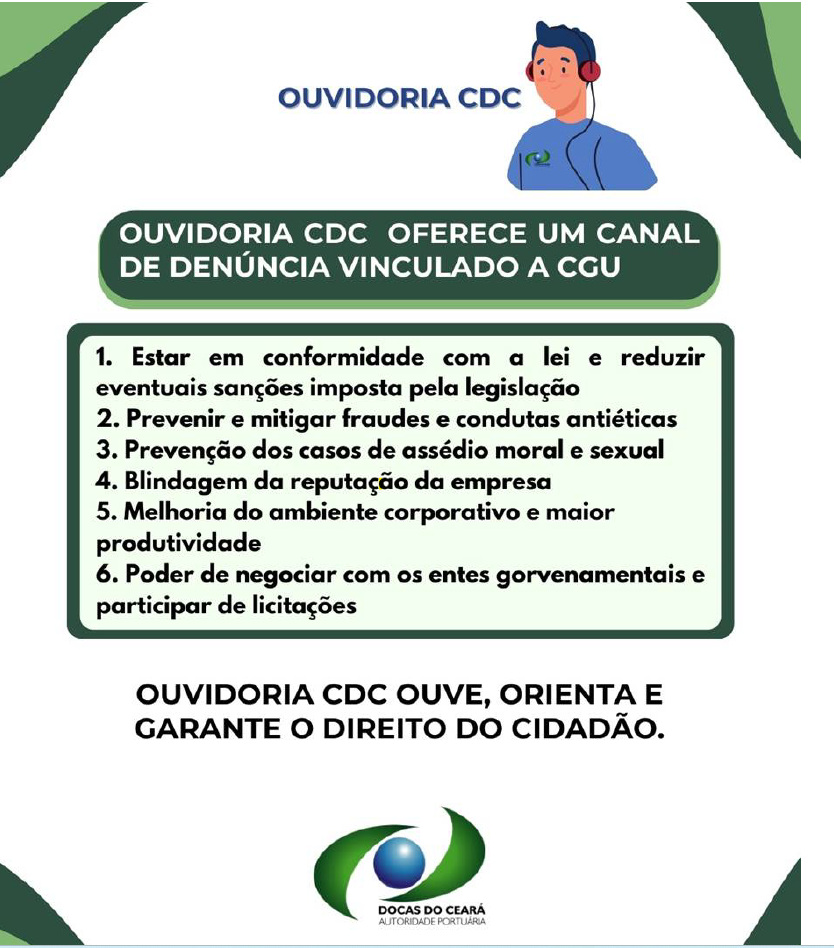 OUVIDORIA CDC
OUVIDORIA CDC OFERECE UM CANAL
DE DENÚNCIA VINCULADO A CGU
1. Estar em conformidade com a lei e reduzir
eventuais sanções imposta pela legislação
2. Prevenir e mitigar fraudes e condutas antiéticas
3. Prevenção dos casos de assédio moral e sexual
4. Blindagem da reputação da empresa
5. Melhoria do ambiente corporativo e maior
produtividade
6. Poder de negociar com os entes gorvenamentais e
participar de licitações
OUVIDORIA CDC OUVE, ORIENTA E
GARANTE O DIREITO DO CIDADÃO.
DOCAS DO CEARÁ
AUTORIDADE PORTUÁRIA